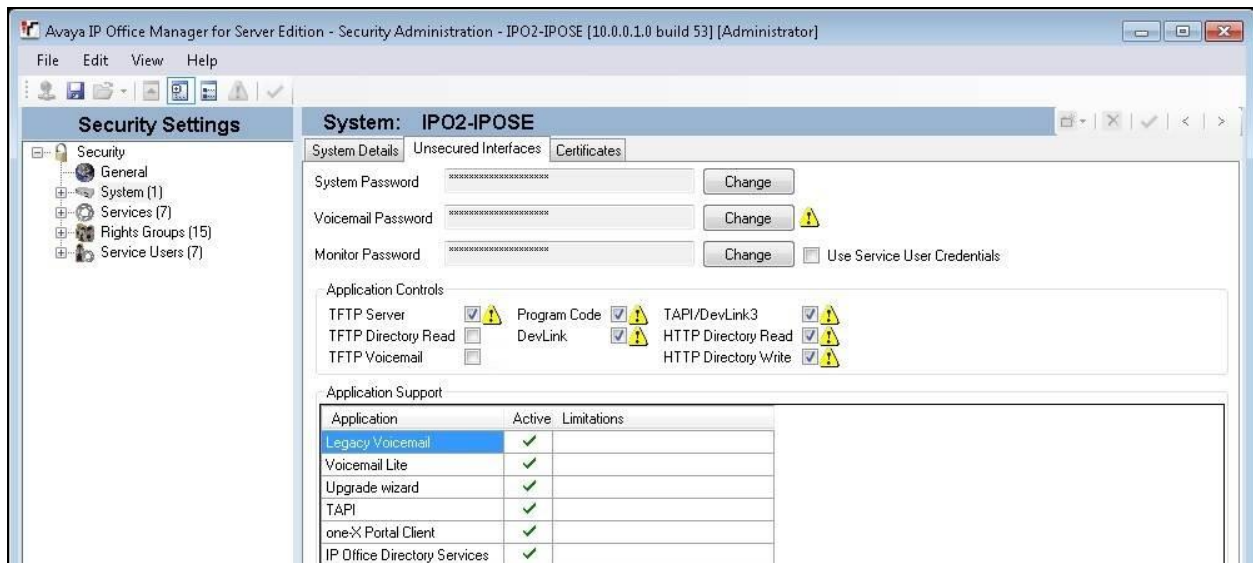 Avaya IP Office Manager for Server Edition - Security Administration - IPO2-IPOSE [10.0.0.1.0 build 53] [Administrator]
File Edit View Help
Security Settings
Security
General
System (1)
Services (7)
Rights Groups (15)
Service Users (7)
System: IPO2-IPOSE
System Details Unsecured Interfaces Certificates
System Password ******************** Change
Voicemail Password ******************** Change
Monitor Password ******************** Change Use Service User Credentials
Application Controls
TFTP Server Program Code TAPI/DevLink3
TFTP Directory Read DevLink HTTP Directory Read
TFTP Voicemail HTTP Directory Write
Application Support
Application Active Limitations
Legacy Voicemail
Voicemail Lite
Upgrade wizard
TAPI
one-X Portal Client
IP Office Directory Services